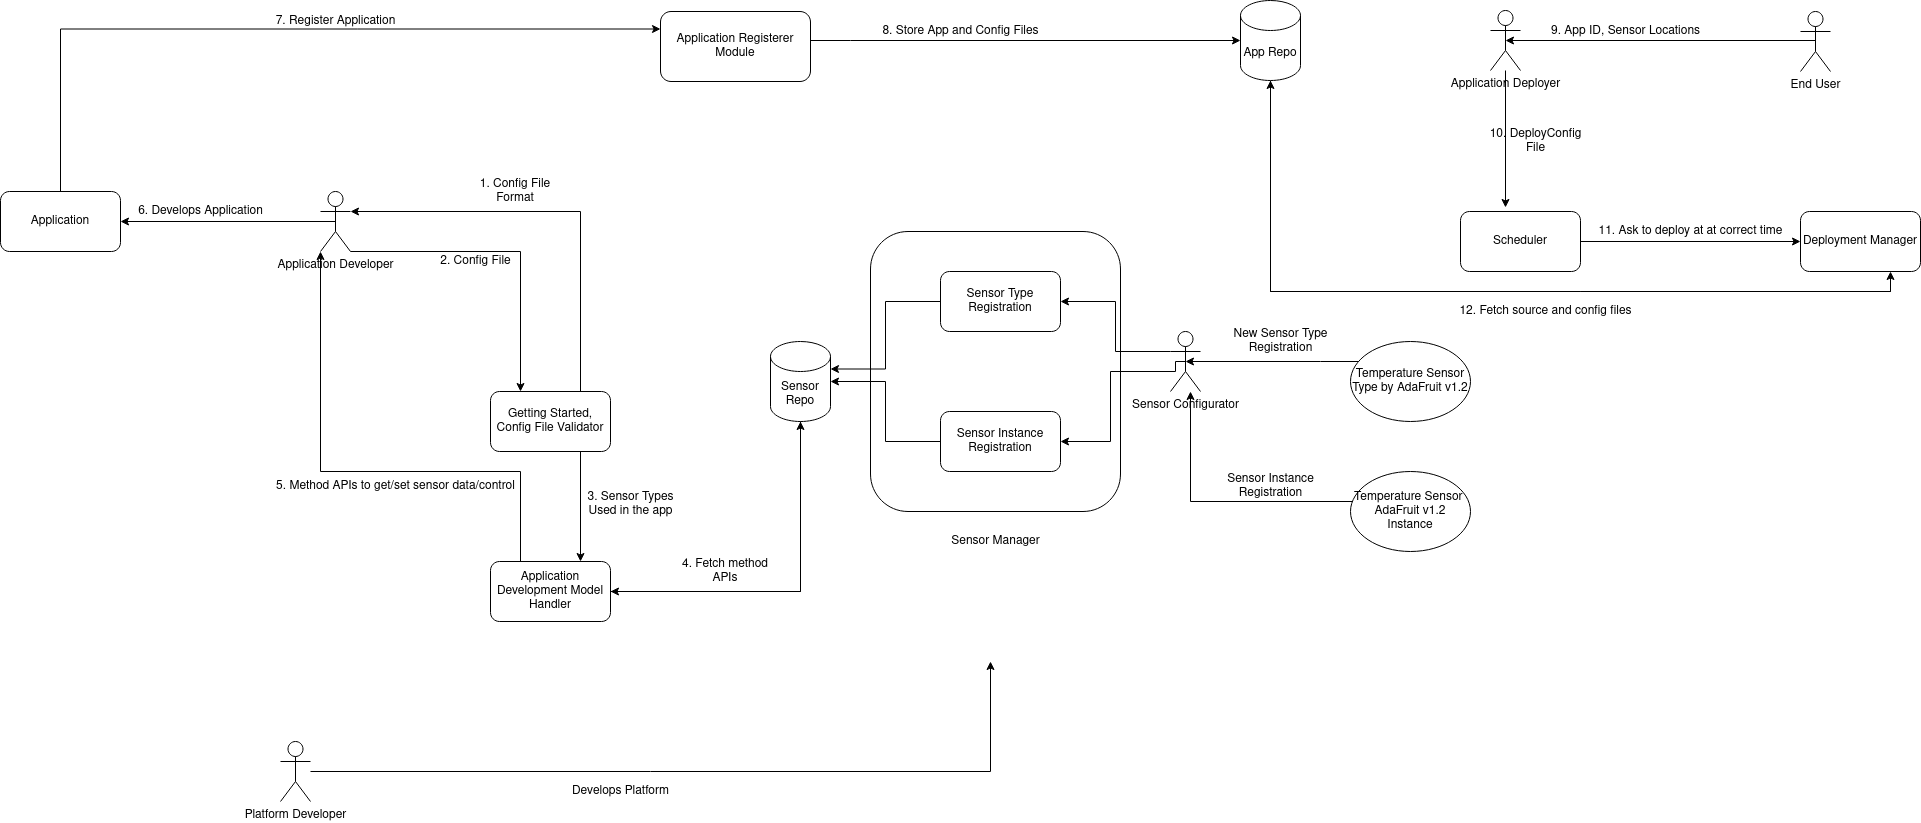 7. Register Application
Application Registerer
Module
8. Store App and Config Files
App Repo
9. App ID, Sensor Locations
Application Deployer
End User
10. DeployConfig
File
1. Config File
Format
6. Develops Application
Application
Application Developer
2. Config File
Scheduler
11. Ask to deploy at at correct time
Deployment Manager
12. Fetch source and config files
Sensor Type
Registration
New Sensor Type
Registration
Temperature Sensor
Type by AdaFruit v1.2
Sensor
Repo
Sensor Configurator
Getting Started,
Config File Validator
Sensor Instance
Registration
5. Method APIs to get/set sensor data/control
3. Sensor Types
Used in the app
Sensor Instance
Registration
Temperature Sensor
AdaFruit v1.2
Instance
Sensor Manager
4. Fetch method
APIs
Application
Development Model
Handler
Develops Platform
Platform Developer